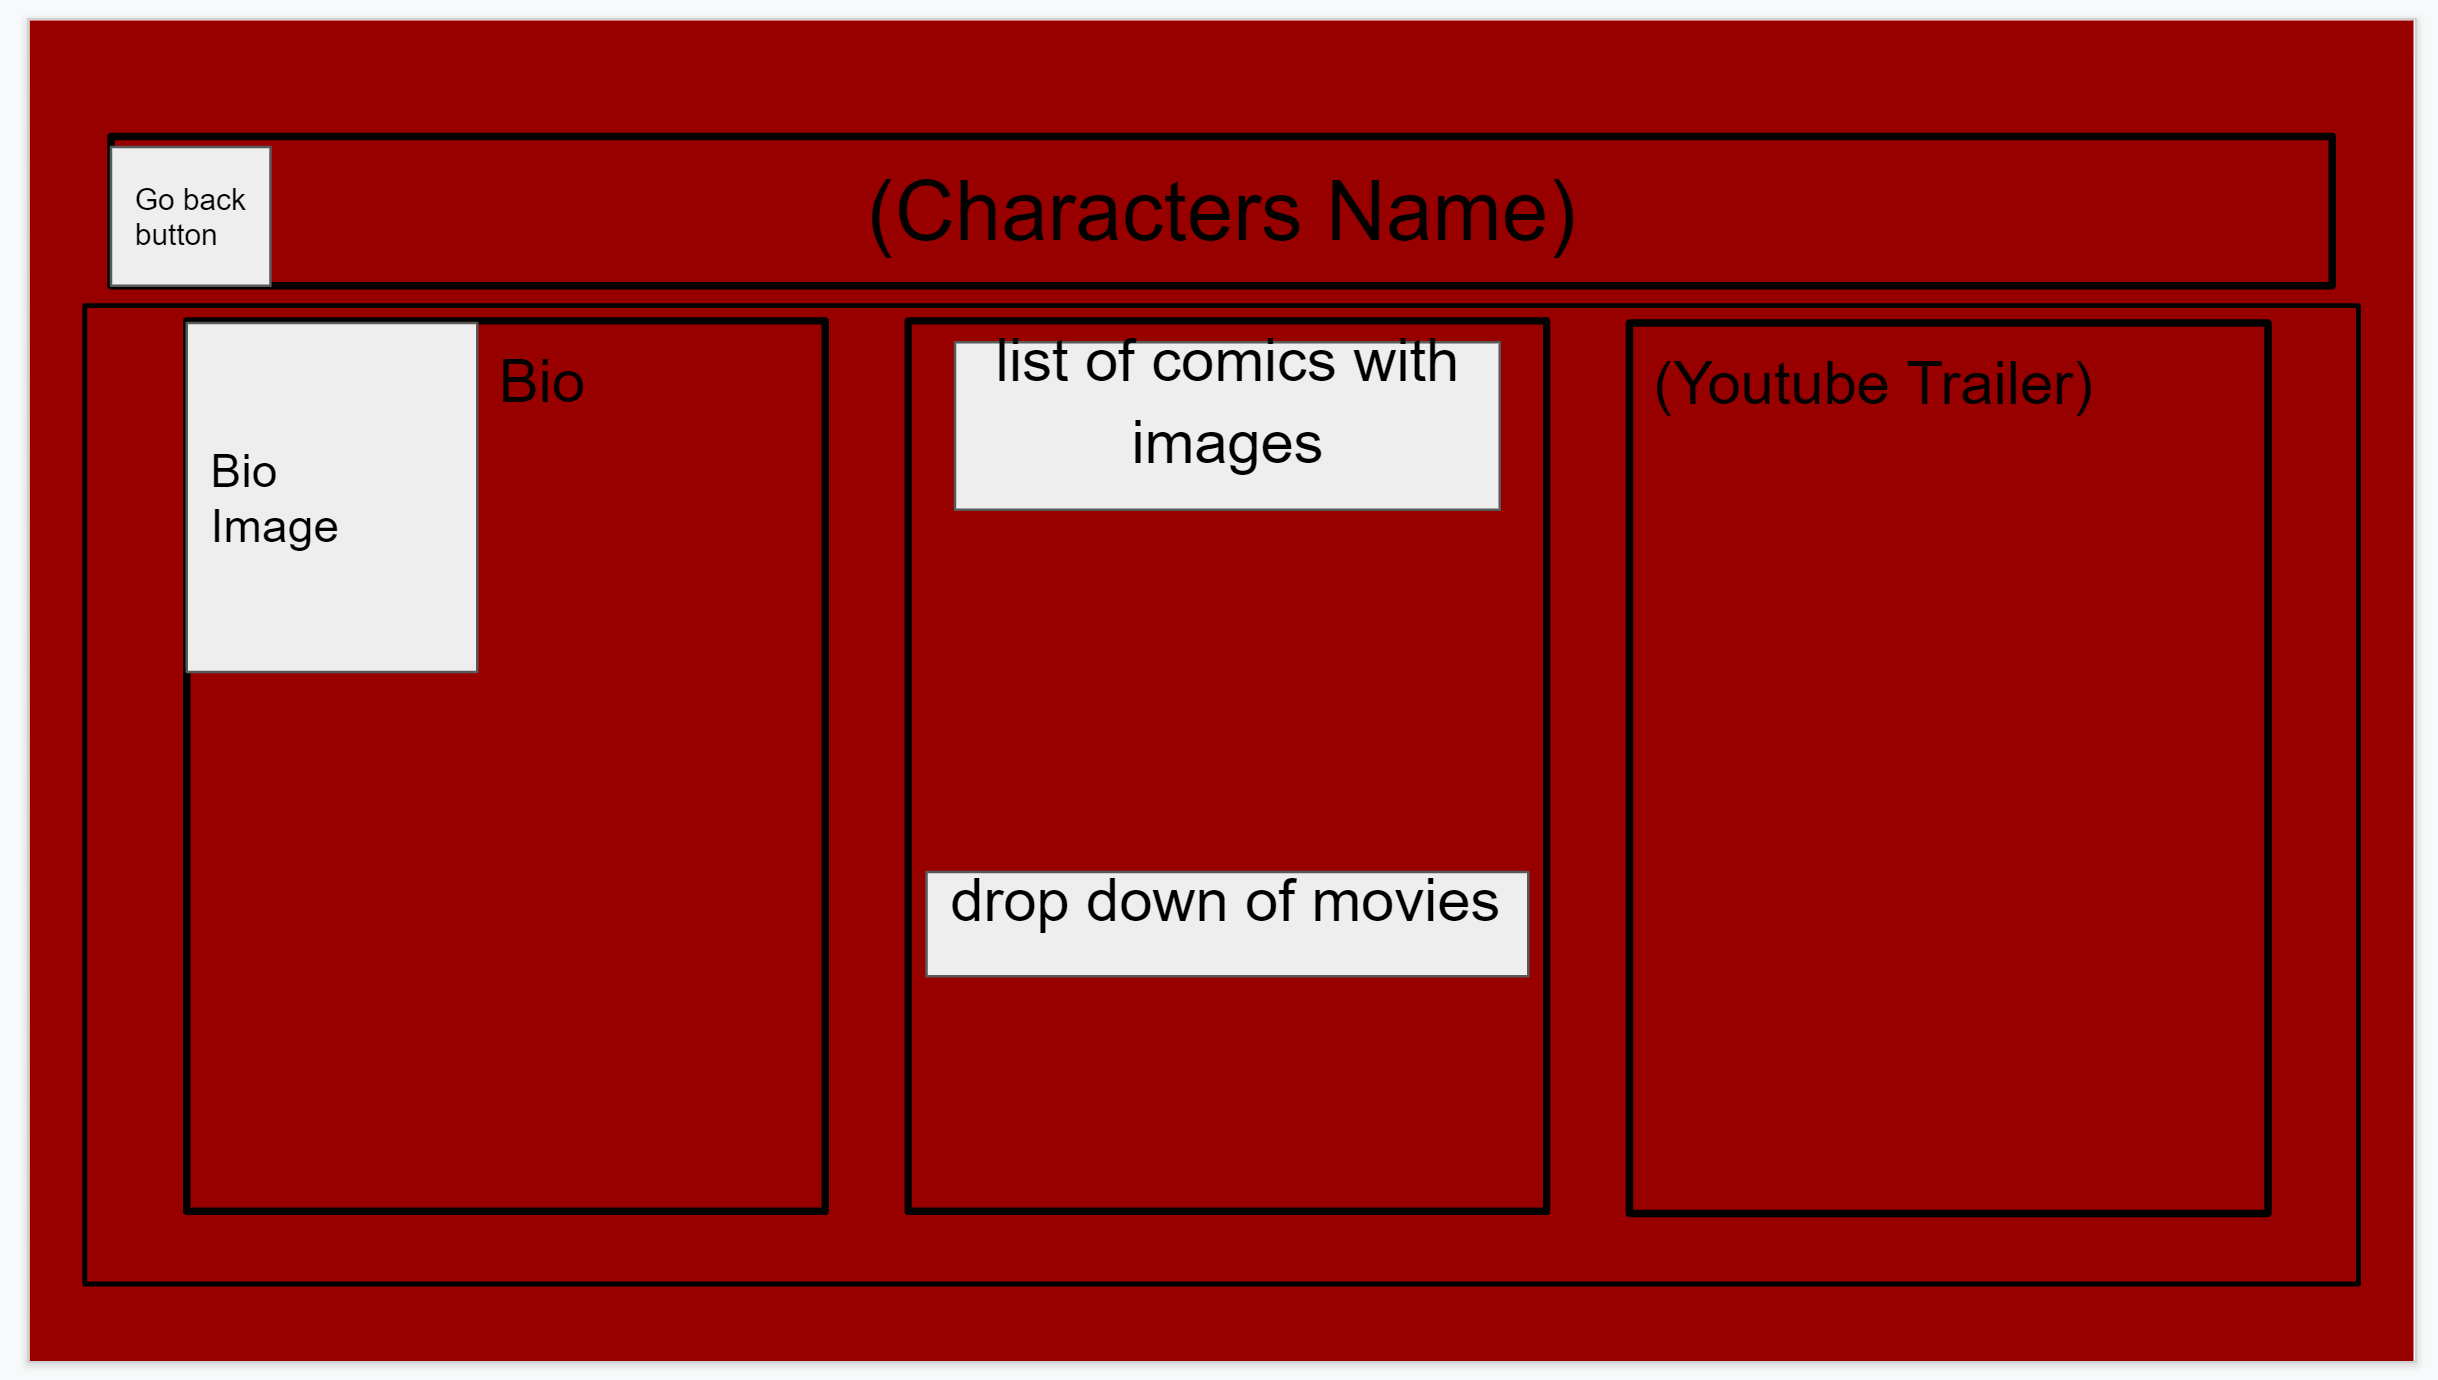 Go back
button
(Characters Name)
Bio
Image
Bio
list of comics with
images
drop down of movies
(Youtube Trailer)